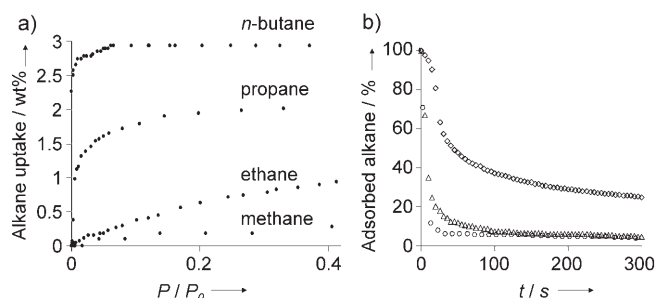 a)
Alkane uptake / wt% →
3
2.5
2
1.5
1
0.5
0
0
0.2
0.4
P / P₀ →
n-butane
propane
ethane
methane
b)
Adsorbed alkane / % →
100
80
60
40
20
0
0
100
200
300
t / s →